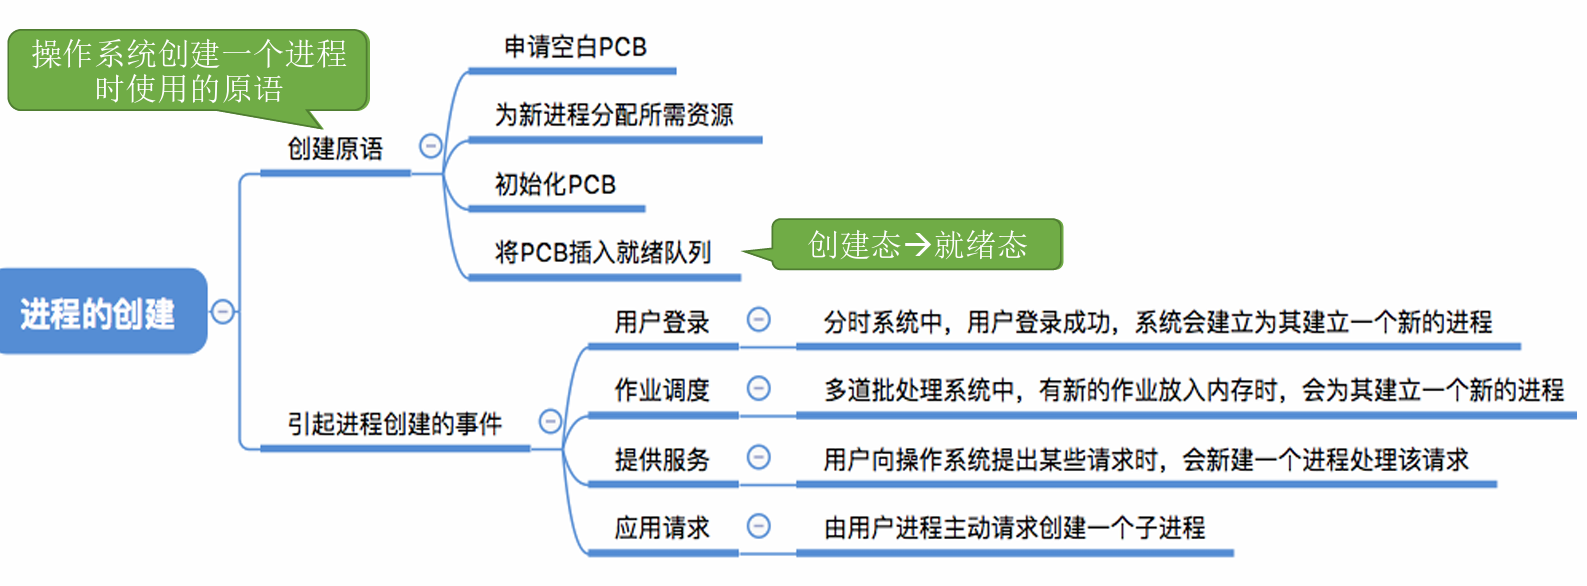 操作系统创建一个进程
时使用的原语
创建原语
申请空白PCB
为新进程分配所需资源
初始化PCB
将PCB插入就绪队列
创建态→就绪态
进程的创建
引起进程创建的事件
用户登录
分时系统中，用户登录成功，系统会建立为其建立一个新的进程
作业调度
多道批处理系统中，有新的作业放入内存时，会为其建立一个新的进程
提供服务
用户向操作系统提出某些请求时，会新建一个进程处理该请求
应用请求
由用户进程主动请求创建一个子进程